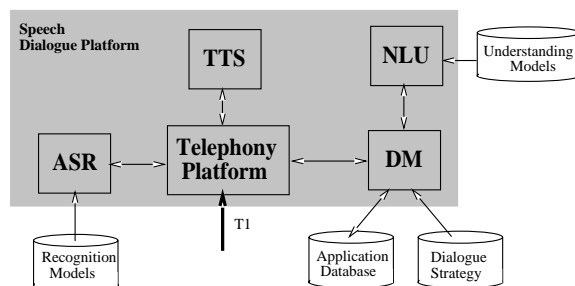 Speech
Dialogue Platform
TTS
NLU
Understanding
Models
ASR
Telephony
Platform
DM
T1
Recognition
Models
Application
Database
Dialogue
Strategy